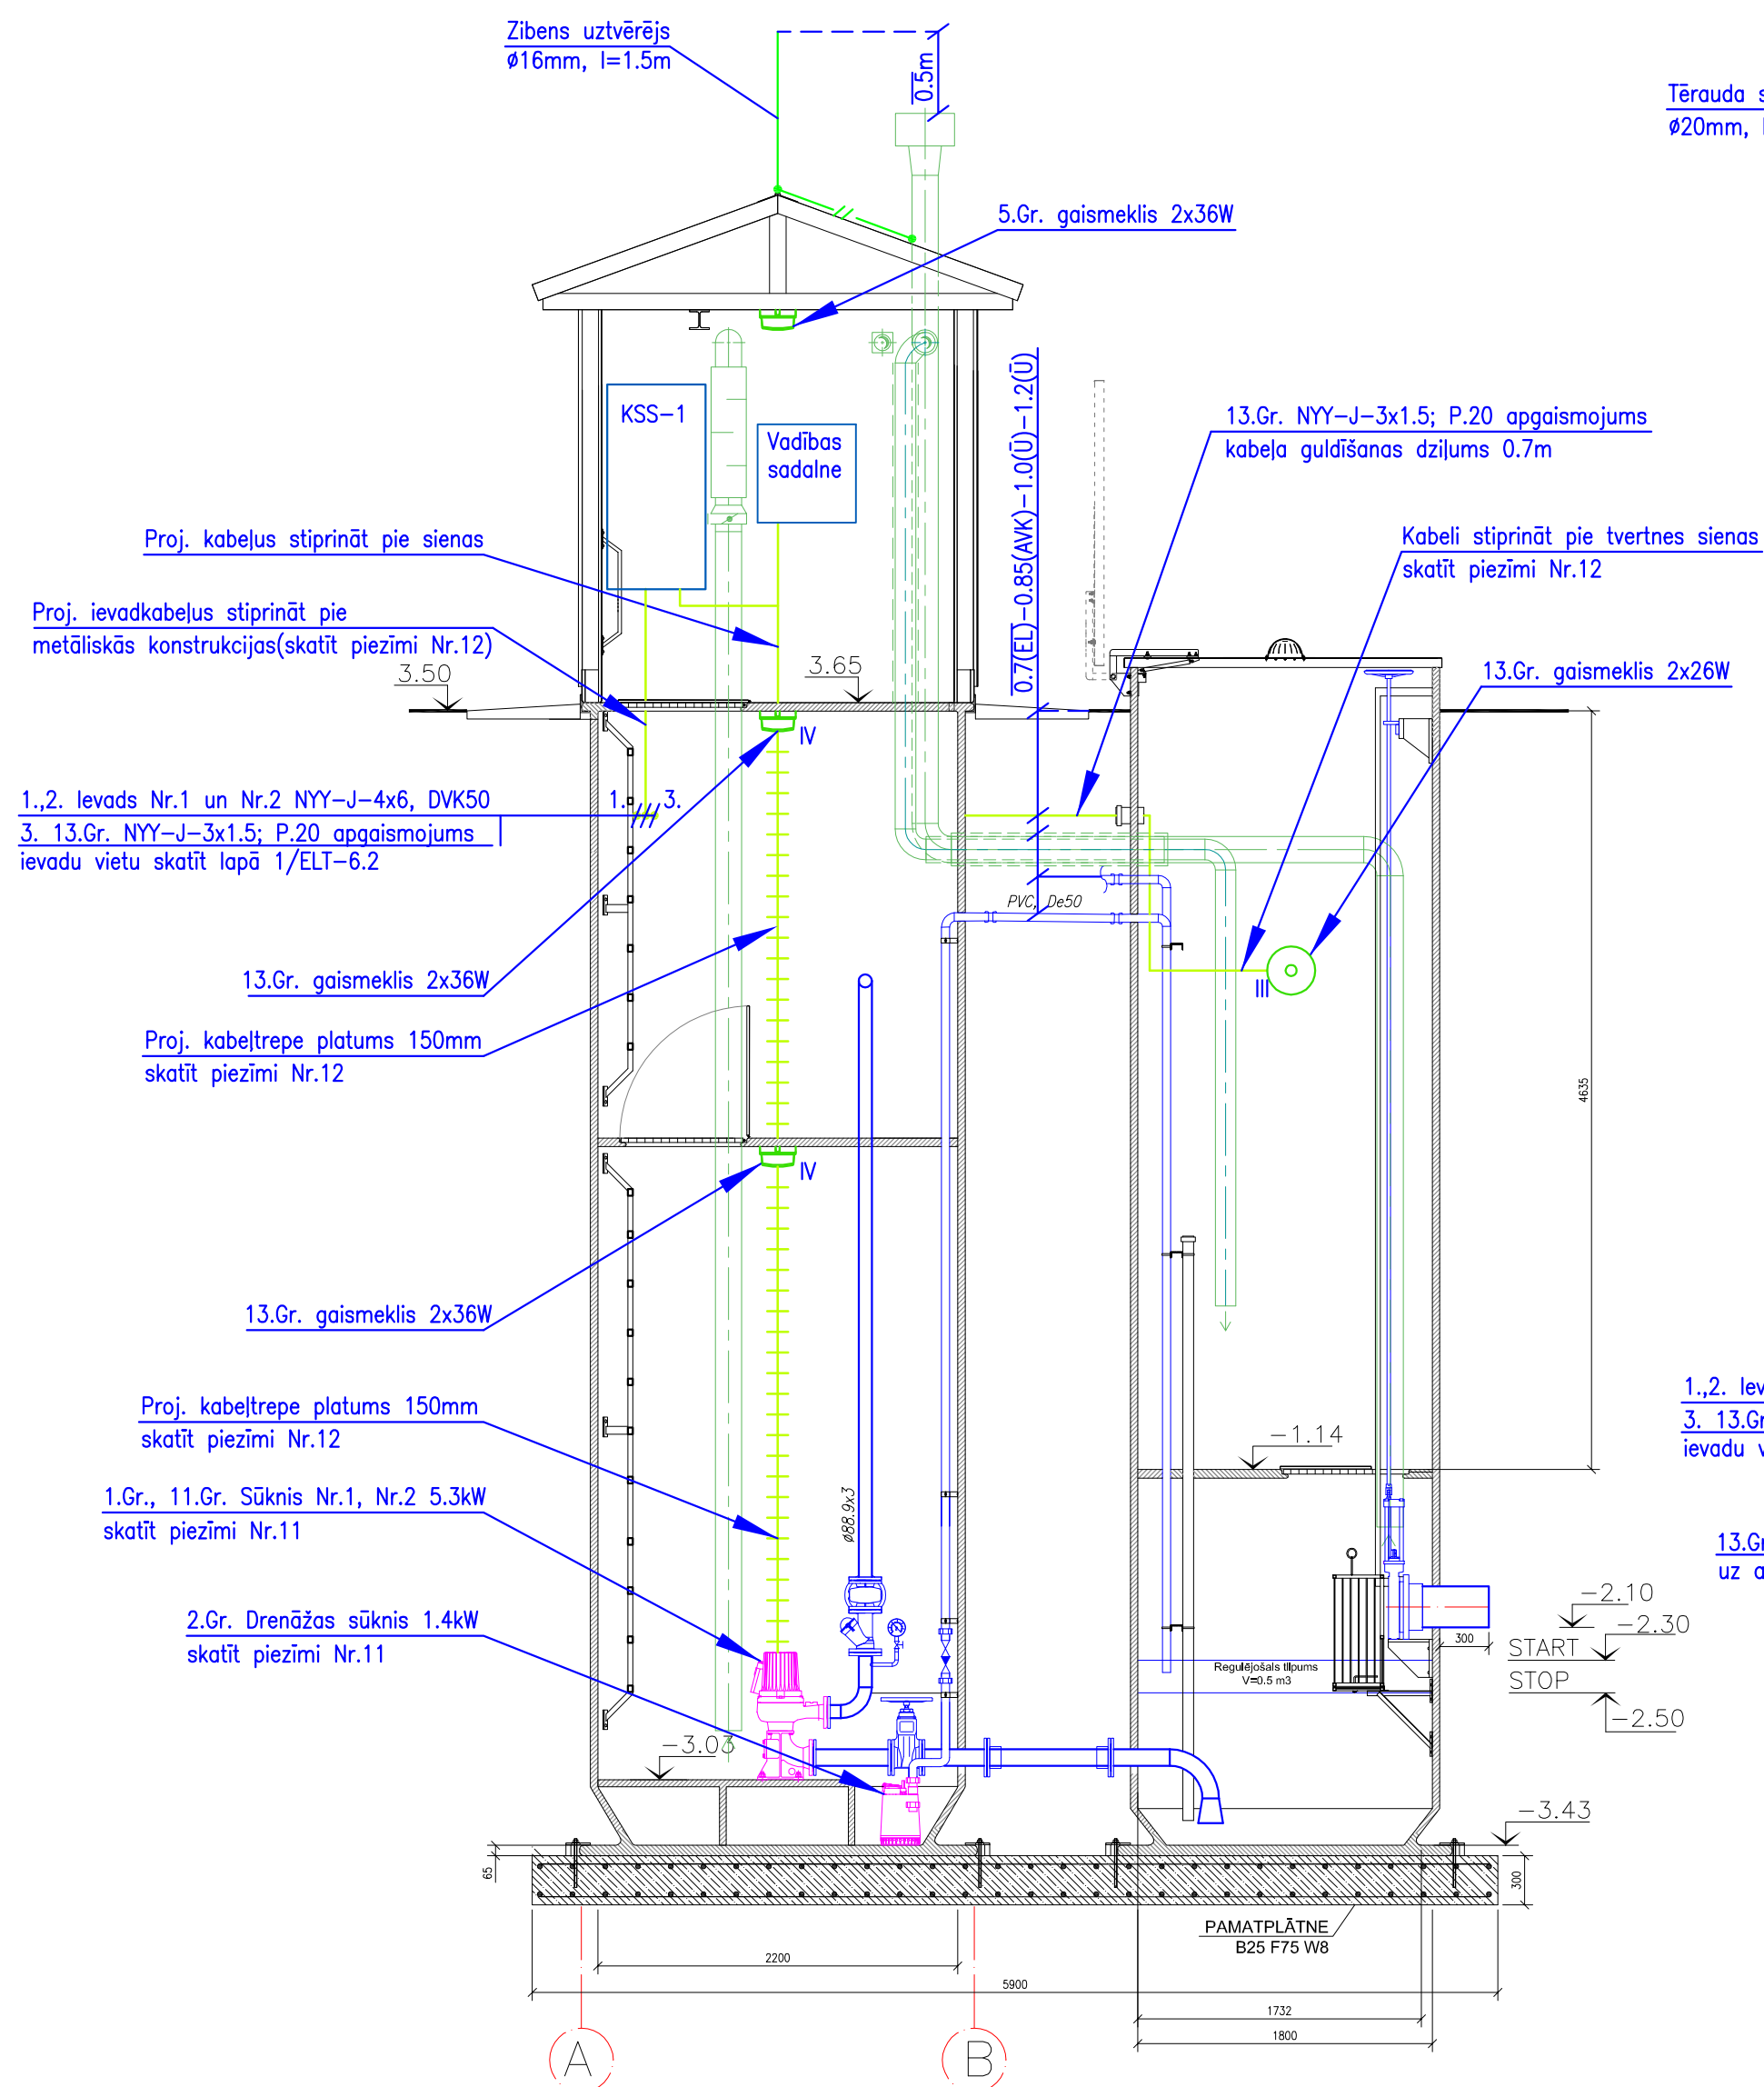 Zibens uztvērējs
ø16mm, l=1.5m
0.5m
Tērauda
ø20mm,
5.Gr. gaismeklis 2x36W
KSS-1
Vadības
sadalne
0.7(EL)-0.85(AVK)-1.0(Ū)-1.2(Ū)
13.Gr. NYY-J-3x1.5; P.20 apgaismojums
kabeļa guldīšanas dziļums 0.7m
Kabeli stiprināt pie tvertnes sienas
skatīt piezīmi Nr.12
Proj. kabeļus stiprināt pie sienas
Proj. ievadkabeļus stiprināt pie
metāliskās konstrukcijas(skatīt piezīmi Nr.12)
3.50
3.65
13.Gr. gaismeklis 2x26W
IV
1.,2. Ievads Nr.1 un Nr.2 NYY-J-4x6, DVK50
1. 3.
3. 13.Gr. NYY-J-3x1.5; P.20 apgaismojums
ievadu vietu skatīt lapā 1/ELT-6.2
PVC, De50
III
13.Gr. gaismeklis 2x36W
Proj. kabeļtrepe platums 150mm
skatīt piezīmi Nr.12
4635
IV
13.Gr. gaismeklis 2x36W
Proj. kabeļtrepe platums 150mm
skatīt piezīmi Nr.12
-1.14
1.,2.
3. 13.Gr
ievadu
1.Gr., 11.Gr. Sūknis Nr.1, Nr.2 5.3kW
skatīt piezīmi Nr.11
ø88.9x3
13.Gr
uz
2.Gr. Drenāžas sūknis 1.4kW
skatīt piezīmi Nr.11
-2.10
-2.30
300
START
STOP
-2.50
Regulējošais tilpums
V=0.5 m3
-3.03
-3.43
65
300
PAMATPLĀTNE
B25 F75 W8
2200
5900
1732
1800
A
B